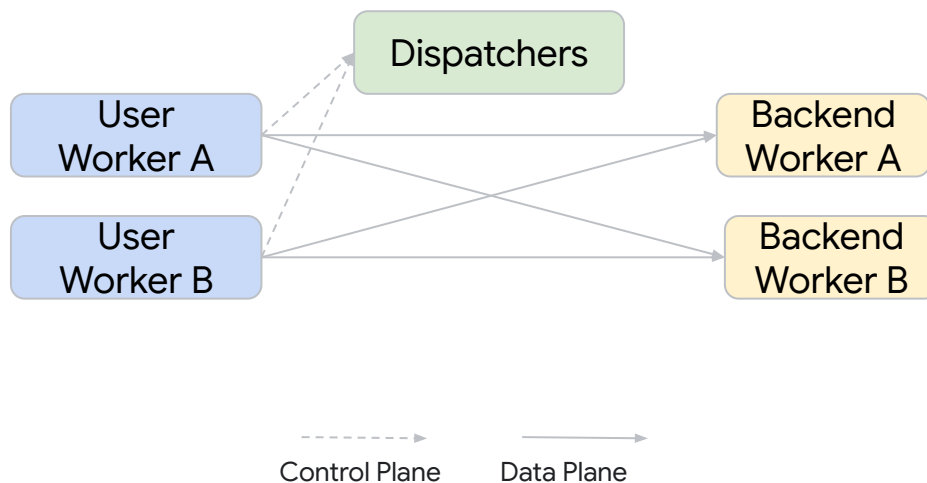 Dispatchers
User
Worker A
Backend
Worker A
User
Worker B
Backend
Worker B
Control Plane
Data Plane